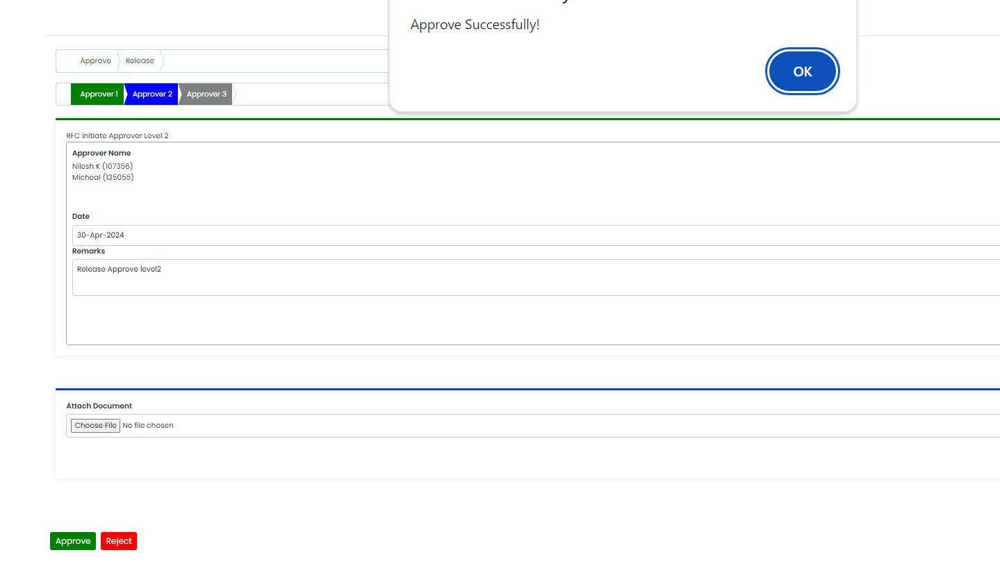 Approve Successfully!
OK
Approve Release
Approver 1 Approver 2 Approver 3
RFC initiate Approver Level 2
Approver Name
Nilesh K (107356)
Micheal (135055)
Date
30-Apr-2024
Remarks
Release Approve level2
Attach Document
Choose File No file chosen
Approve Reject